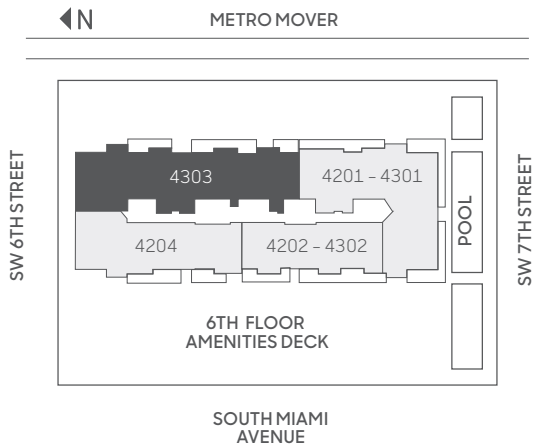 N
METRO MOVER
SW 6TH STREET
4303
4201 – 4301
4204
4202 – 4302
POOL
SW 7TH STREET
6TH FLOOR
AMENITIES DECK
SOUTH MIAMI
AVENUE